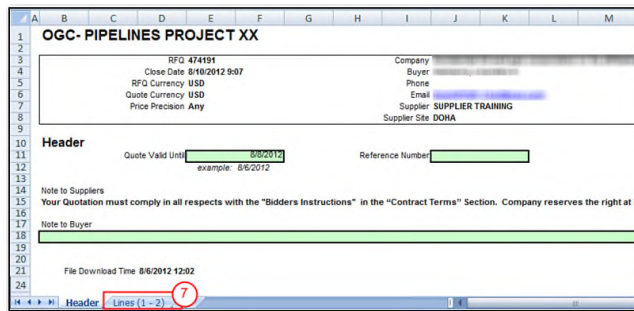 A B C D E F G H I J K L M
1 OGC- PIPELINES PROJECT XX
2
3 RFQ 474191 Company
4 Close Date 8/10/2012 9:07 Buyer
5 RFQ Currency USD Phone
6 Quote Currency USD Email
7 Price Precision Any Supplier SUPPLIER TRAINING
8 Supplier Site DOHA
9
10 Header
11 Quote Valid Until 8/8/2012 Reference Number
12 example: 8/6/2012
13
14 Note to Suppliers
15 Your Quotation must comply in all respects with the "Bidders Instructions" in the “Contract Terms” Section. Company reserves the right at
16
17 Note to Buyer
18
19
20
21 File Download Time 8/6/2012 12:02
24
Header Lines (1 - 2) 7